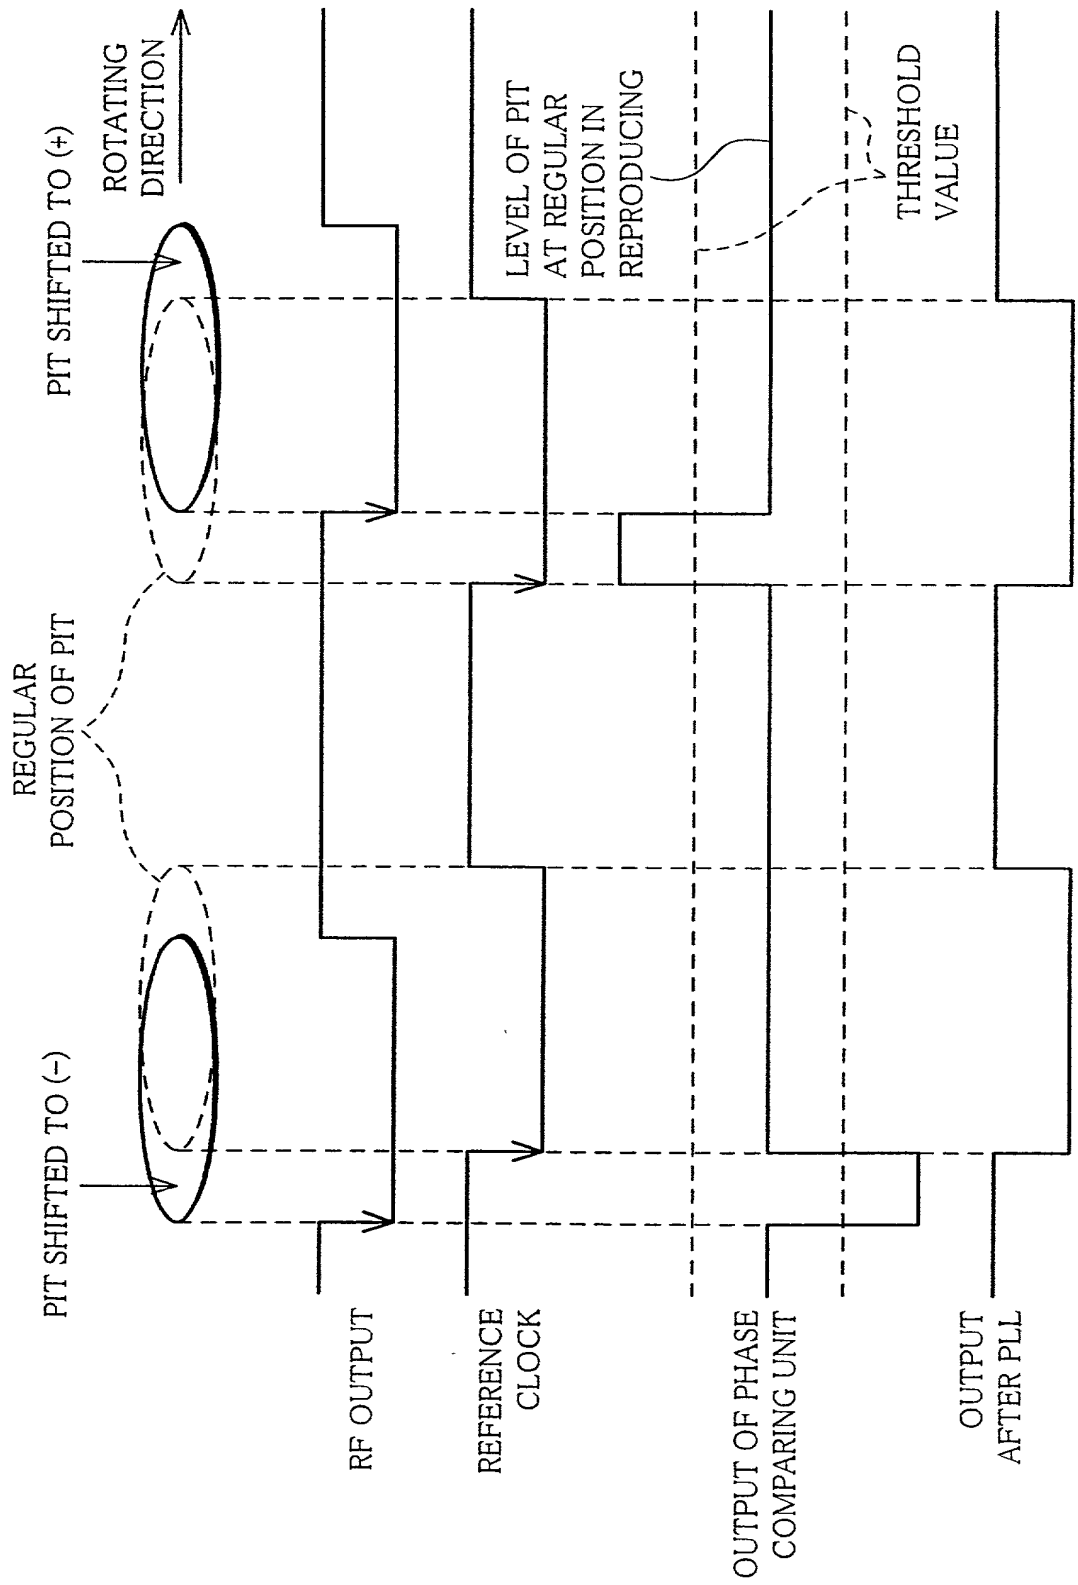 PIT SHIFTED TO (−)
REGULAR
POSITION OF PIT
PIT SHIFTED TO (+)
ROTATING
DIRECTION
RF OUTPUT
REFERENCE
CLOCK
LEVEL OF PIT
AT REGULAR
POSITION IN
REPRODUCING
OUTPUT OF PHASE
COMPARING UNIT
THRESHOLD
VALUE
OUTPUT
AFTER PLL